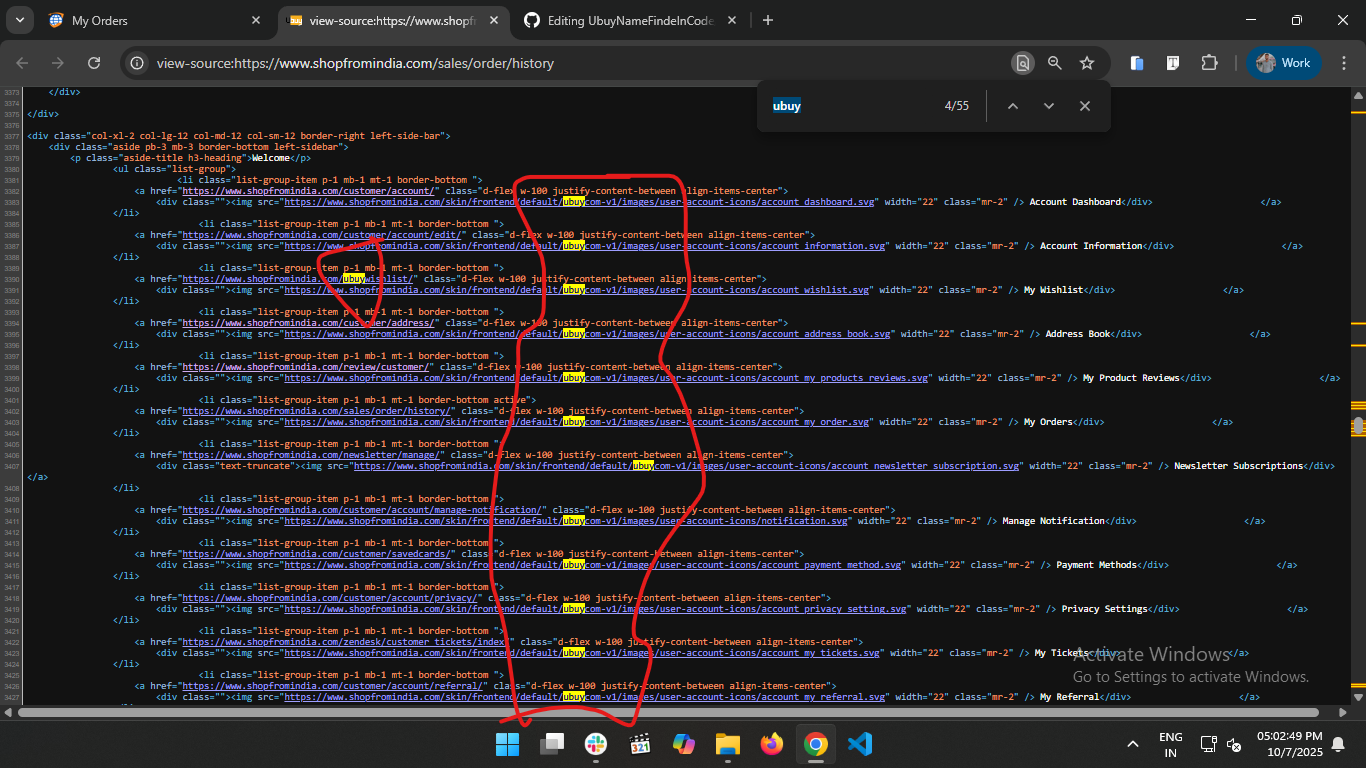 My Orders
view-source:https://www.shopf
Editing UbuyNameFindeInCode
view-source:https://www.shopfromindia.com/sales/order/history
Work
ubuy
4/55
3373 </div>
3374
3375 </div>
3376
3377 <div class="col-xl-2 col-lg-12 col-md-12 col-sm-12 border-right left-side-bar">
3378 <div class="aside pb-3 mb-3 border-bottom left-sidebar">
3379 <p class="aside-title h3-heading">Welcome</p>
3380 <ul class="list-group">
3381 <li class="list-group-item p-1 mb-1 mt-1 border-bottom ">
3382 <a href="https://www.shopfromindia.com/customer/account/" class="d-flex w-100 justify-content-between align-items-center">
3383 <div class=""><img src="https://www.shopfromindia.com/skin/frontend/default/ubuycom-v1/images/user-account-icons/account_dashboard.svg" width="22" class="mr-2" /> Account Dashboard</div> </a>
3384 </li>
3385 <li class="list-group-item p-1 mb-1 mt-1 border-bottom ">
3386 <a href="https://www.shopfromindia.com/customer/account/edit/" class="d-flex w-100 justify-content-between align-items-center">
3387 <div class=""><img src="https://www.shopfromindia.com/skin/frontend/default/ubuycom-v1/images/user-account-icons/account_information.svg" width="22" class="mr-2" /> Account Information</div> </a>
3388 </li>
3389 <li class="list-group-item p-1 mb-1 mt-1 border-bottom ">
3390 <a href="https://www.shopfromindia.com/ubuywishlist/" class="d-flex w-100 justify-content-between align-items-center">
3391 <div class=""><img src="https://www.shopfromindia.com/skin/frontend/default/ubuycom-v1/images/user-account-icons/account_wishlist.svg" width="22" class="mr-2" /> My Wishlist</div> </a>
3392 </li>
3393 <li class="list-group-item p-1 mb-1 mt-1 border-bottom ">
3394 <a href="https://www.shopfromindia.com/customer/address/" class="d-flex w-100 justify-content-between align-items-center">
3395 <div class=""><img src="https://www.shopfromindia.com/skin/frontend/default/ubuycom-v1/images/user-account-icons/account_address_book.svg" width="22" class="mr-2" /> Address Book</div> </a>
3396 </li>
3397 <li class="list-group-item p-1 mb-1 mt-1 border-bottom ">
3398 <a href="https://www.shopfromindia.com/review/customer/" class="d-flex w-100 justify-content-between align-items-center">
3399 <div class=""><img src="https://www.shopfromindia.com/skin/frontend/default/ubuycom-v1/images/user-account-icons/account_my_products_reviews.svg" width="22" class="mr-2" /> My Product Reviews</div> </a>
3400 </li>
3401 <li class="list-group-item p-1 mb-1 mt-1 border-bottom active">
3402 <a href="https://www.shopfromindia.com/sales/order/history/" class="d-flex w-100 justify-content-between align-items-center">
3403 <div class=""><img src="https://www.shopfromindia.com/skin/frontend/default/ubuycom-v1/images/user-account-icons/account_my_order.svg" width="22" class="mr-2" /> My Orders</div> </a>
3404 </li>
3405 <li class="list-group-item p-1 mb-1 mt-1 border-bottom ">
3406 <a href="https://www.shopfromindia.com/newsletter/manage/" class="d-flex w-100 justify-content-between align-items-center">
3407 <div class="text-truncate"><img src="https://www.shopfromindia.com/skin/frontend/default/ubuycom-v1/images/user-account-icons/account_newsletter_subscription.svg" width="22" class="mr-2" /> Newsletter Subscriptions</div>
</a>
3408 </li>
3409 <li class="list-group-item p-1 mb-1 mt-1 border-bottom ">
3410 <a href="https://www.shopfromindia.com/customer/account/manage-notification/" class="d-flex w-100 justify-content-between align-items-center">
3411 <div class=""><img src="https://www.shopfromindia.com/skin/frontend/default/ubuycom-v1/images/user-account-icons/notification.svg" width="22" class="mr-2" /> Manage Notification</div> </a>
3412 </li>
3413 <li class="list-group-item p-1 mb-1 mt-1 border-bottom ">
3414 <a href="https://www.shopfromindia.com/customer/savedcards/" class="d-flex w-100 justify-content-between align-items-center">
3415 <div class=""><img src="https://www.shopfromindia.com/skin/frontend/default/ubuycom-v1/images/user-account-icons/account_payment_method.svg" width="22" class="mr-2" /> Payment Methods</div> </a>
3416 </li>
3417 <li class="list-group-item p-1 mb-1 mt-1 border-bottom ">
3418 <a href="https://www.shopfromindia.com/customer/account/privacy/" class="d-flex w-100 justify-content-between align-items-center">
3419 <div class=""><img src="https://www.shopfromindia.com/skin/frontend/default/ubuycom-v1/images/user-account-icons/account_privacy_setting.svg" width="22" class="mr-2" /> Privacy Settings</div> </a>
3420 </li>
3421 <li class="list-group-item p-1 mb-1 mt-1 border-bottom ">
3422 <a href="https://www.shopfromindia.com/zendesk/customer_tickets/index/" class="d-flex w-100 justify-content-between align-items-center">
3423 <div class=""><img src="https://www.shopfromindia.com/skin/frontend/default/ubuycom-v1/images/user-account-icons/account_my_tickets.svg" width="22" class="mr-2" /> My Tickets</div> </a>
3424 </li>
3425 <li class="list-group-item p-1 mb-1 mt-1 border-bottom ">
3426 <a href="https://www.shopfromindia.com/customer/account/referral/" class="d-flex w-100 justify-content-between align-items-center">
3427 <div class=""><img src="https://www.shopfromindia.com/skin/frontend/default/ubuycom-v1/images/user-account-icons/account_my_referral.svg" width="22" class="mr-2" /> My Referral</div> </a>
Activate Windows
Go to Settings to activate Windows.
321
ENG
IN
05:02:49 PM
10/7/2025